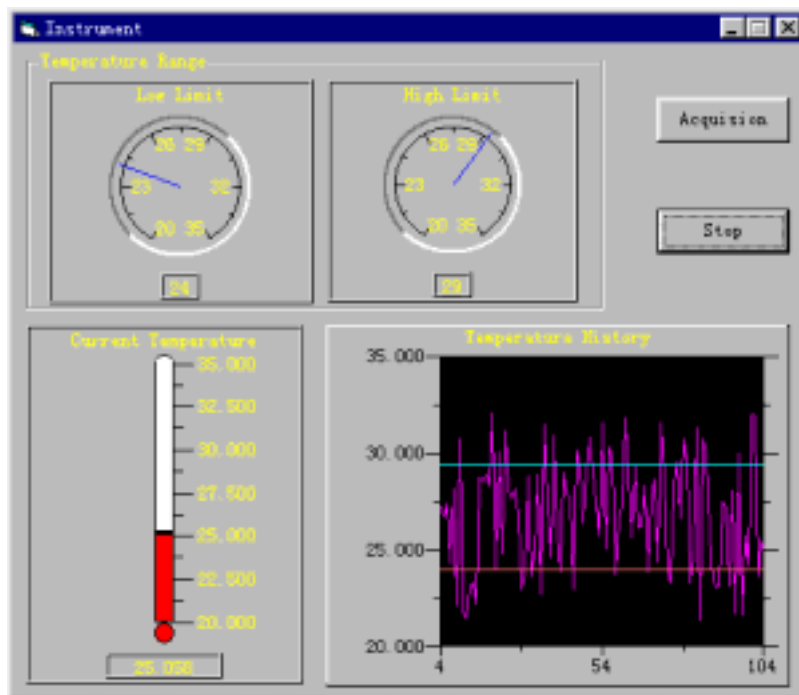 Instrument
Temperature Range
Low Limit
26 29
23 32
20 35
24
High Limit
26 29
23 32
20 35
29
Acquision
Stop
Current Temperature
35.000
32.500
30.000
27.500
25.000
22.500
20.000
25.058
Temperature History
35.000
30.000
25.000
20.000
4 54 104